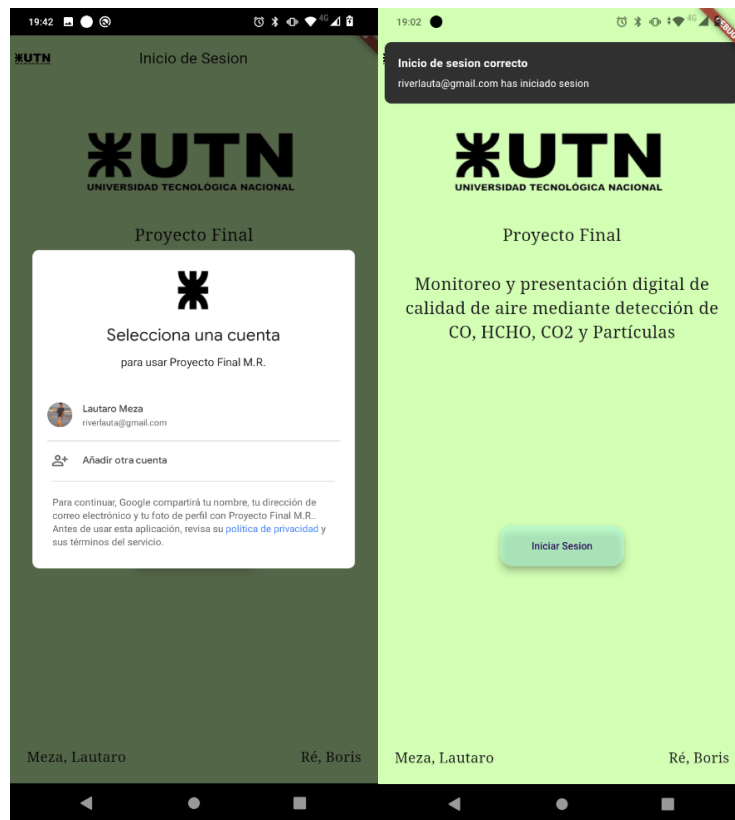 19:42
4G
UTN
Inicio de Sesion
UTN
UNIVERSIDAD TECNOLÓGICA NACIONAL
Proyecto Final
Selecciona una cuenta
para usar Proyecto Final M.R.
Lautaro Meza
riverlauta@gmail.com
Añadir otra cuenta
Para continuar, Google compartirá tu nombre, tu dirección de
correo electrónico y tu foto de perfil con Proyecto Final M.R..
Antes de usar esta aplicación, revisa su política de privacidad y
sus términos del servicio.
Meza, Lautaro
Ré, Boris
19:02
4G
Inicio de sesion correcto
riverlauta@gmail.com has iniciado sesion
UTN
UNIVERSIDAD TECNOLÓGICA NACIONAL
Proyecto Final
Monitoreo y presentación digital de
calidad de aire mediante detección de
CO, HCHO, CO2 y Partículas
Iniciar Sesion
Meza, Lautaro
Ré, Boris